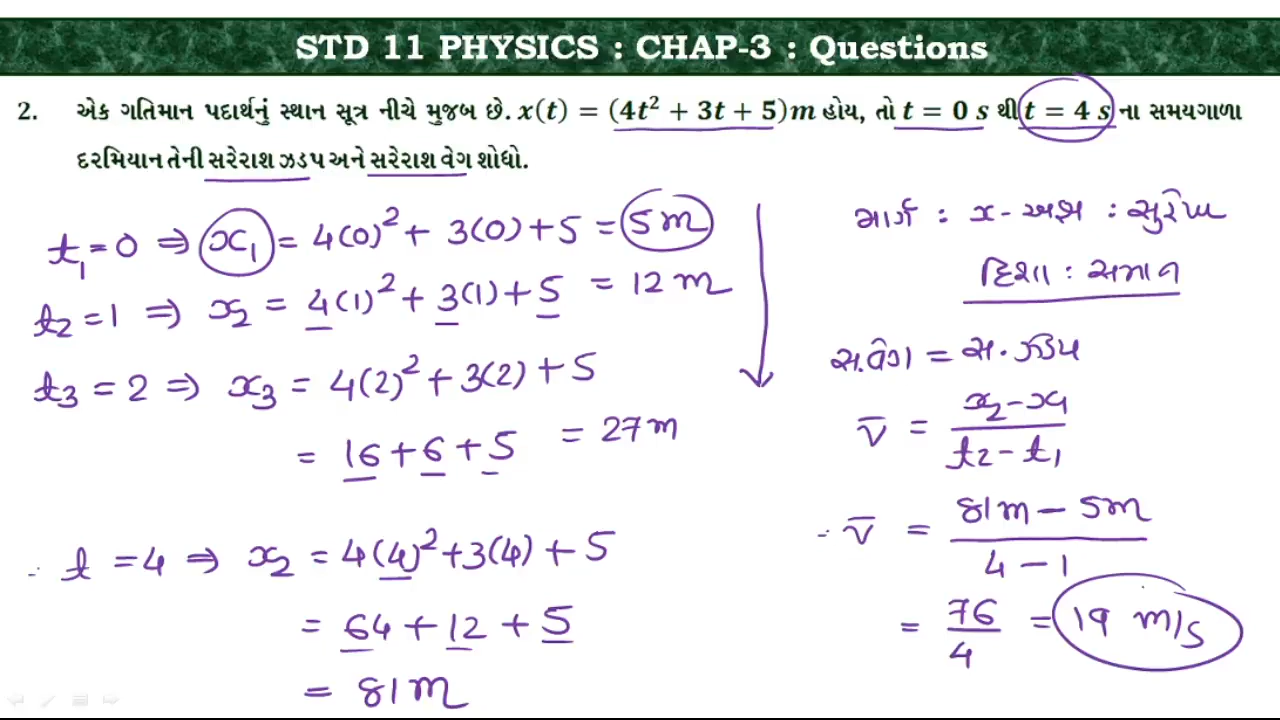 STD 11 PHYSICS : CHAP-3 : Questions
2. એક ગતિમાન પદાર્થનું સ્થાન સૂત્ર નીચે મુજબ છે. x(t) = (4t² + 3t + 5)m હોય, તો t = 0 s થી t = 4 s ના સમયગાળા
દરમિયાન તેની સરેરાશ ઝડપ અને સરેરાશ વેગ શોધો.
t₁ = 0 ⇒ x₁ = 4(0)² + 3(0) + 5 = 5m
t₂ = 1 ⇒ x₂ = 4(1)² + 3(1) + 5 = 12 m
t₃ = 2 ⇒ x₃ = 4(2)² + 3(2) + 5
= 16 + 6 + 5 = 27m
∴ t = 4 ⇒ x₂ = 4(4)² + 3(4) + 5
= 64 + 12 + 5
= 81m
માર્ગ : x - અક્ષ : સુરેખ
દિશા : સમાન
સ.વેગ = સ. ઝડપ
v̄ = (x₂ - x₁) / (t₂ - t₁)
∴ v̄ = (81m - 5m) / (4 - 1)
= 76/4 = 19 m/s